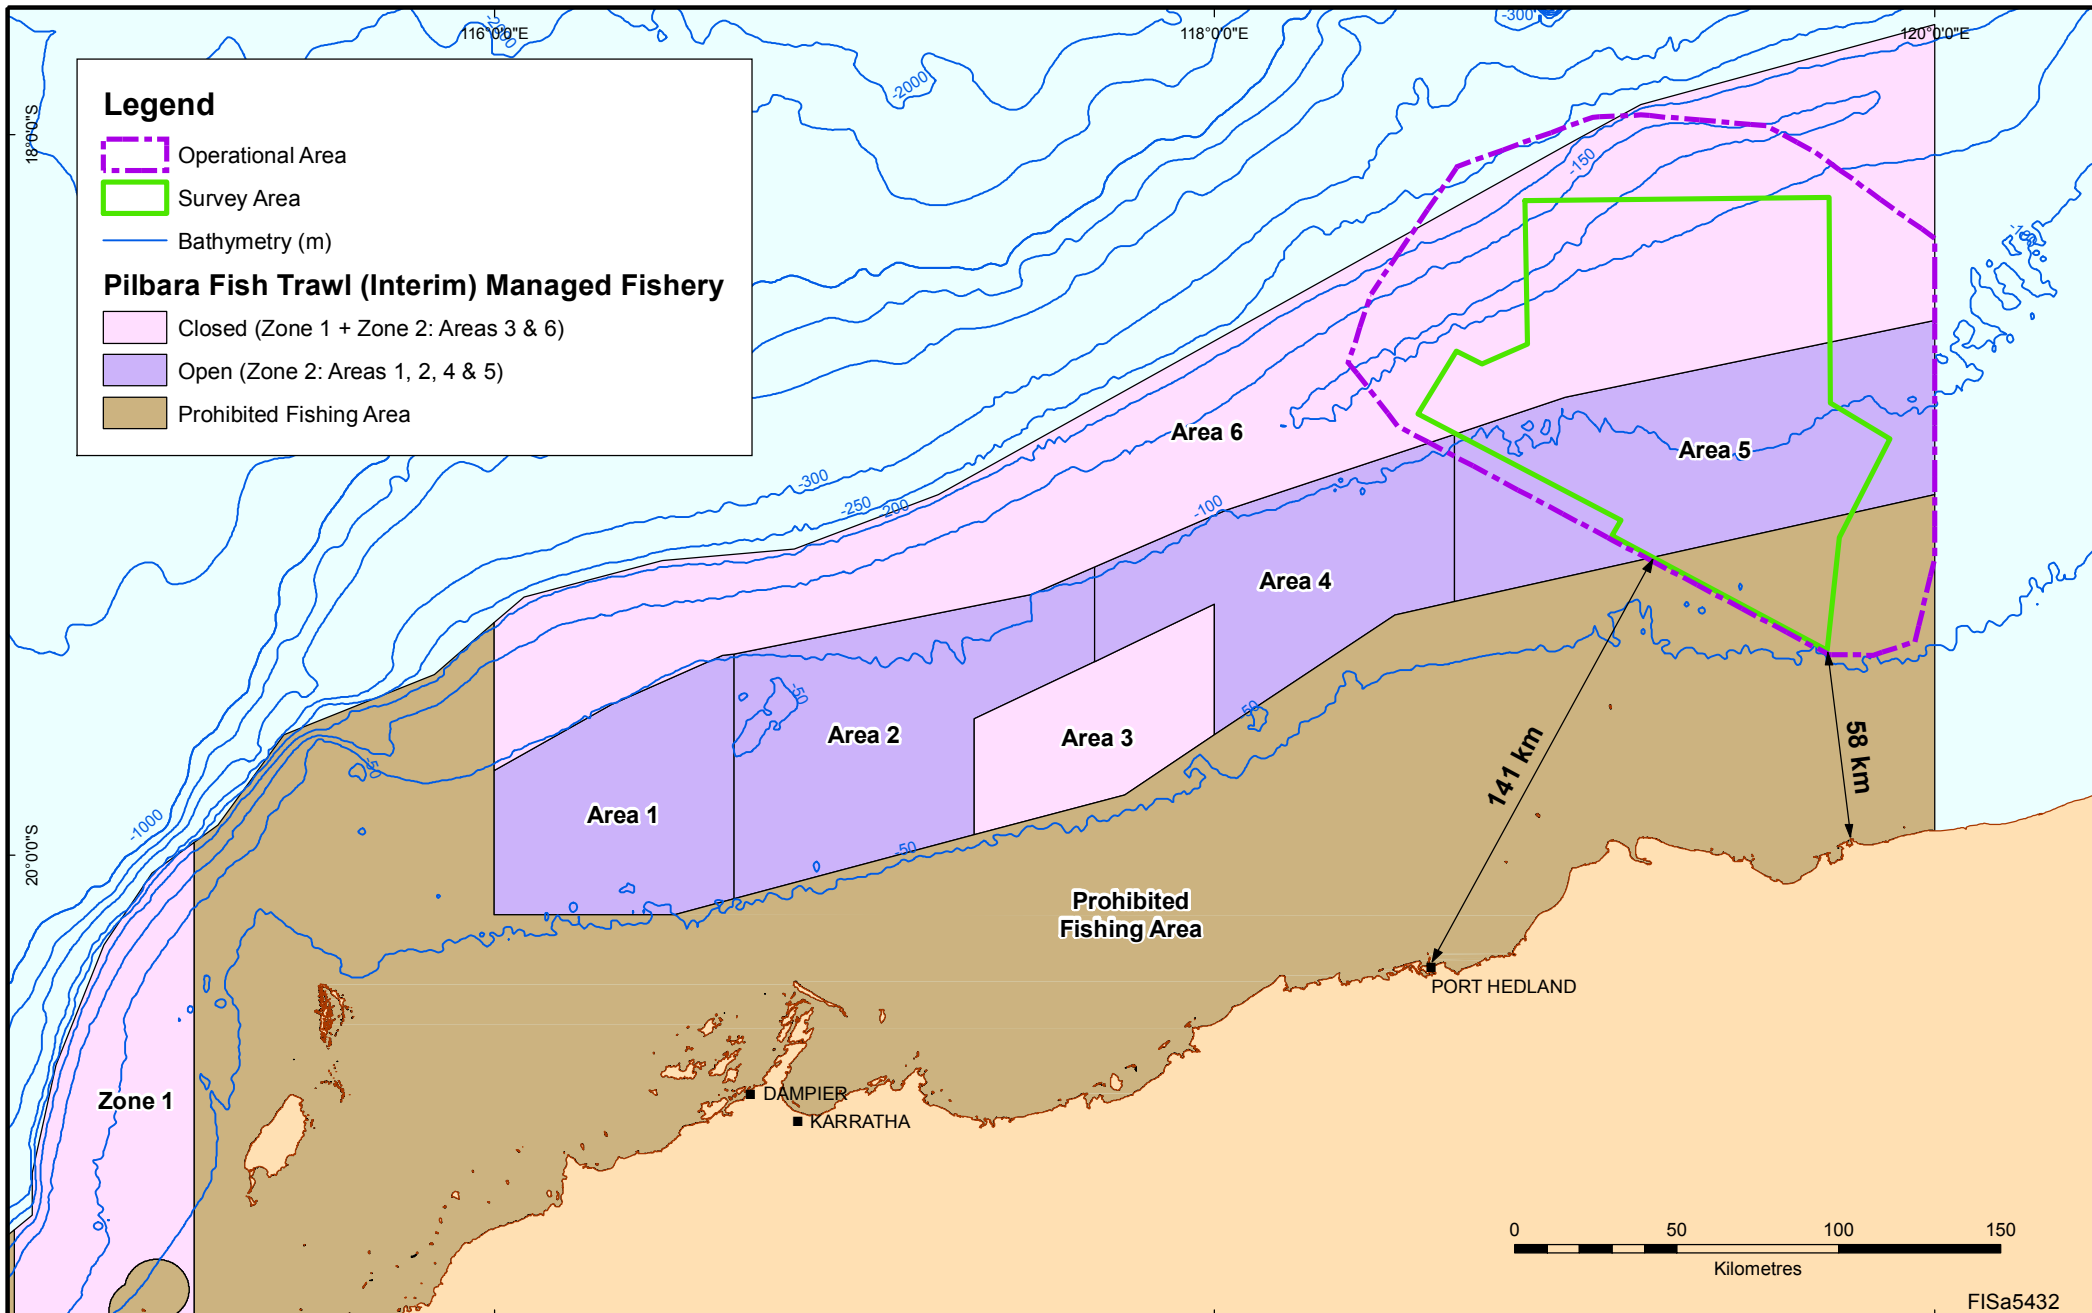 116°0'0"E
118°0'0"E
120°0'0"E
18°0'0"S
20°0'0"S
Legend
Operational Area
Survey Area
Bathymetry (m)
Pilbara Fish Trawl (Interim) Managed Fishery
Closed (Zone 1 + Zone 2: Areas 3 & 6)
Open (Zone 2: Areas 1, 2, 4 & 5)
Prohibited Fishing Area
-2000
-300
-2000
-150
-300
-250
-200
-100
-50
-50
50
-50
-50
-1000
Area 6
Area 5
Area 4
Area 3
Area 2
Area 1
Zone 1
Prohibited
Fishing Area
141 km
58 km
PORT HEDLAND
DAMPIER
KARRATHA
0 50 100 150
Kilometres
FISa5432